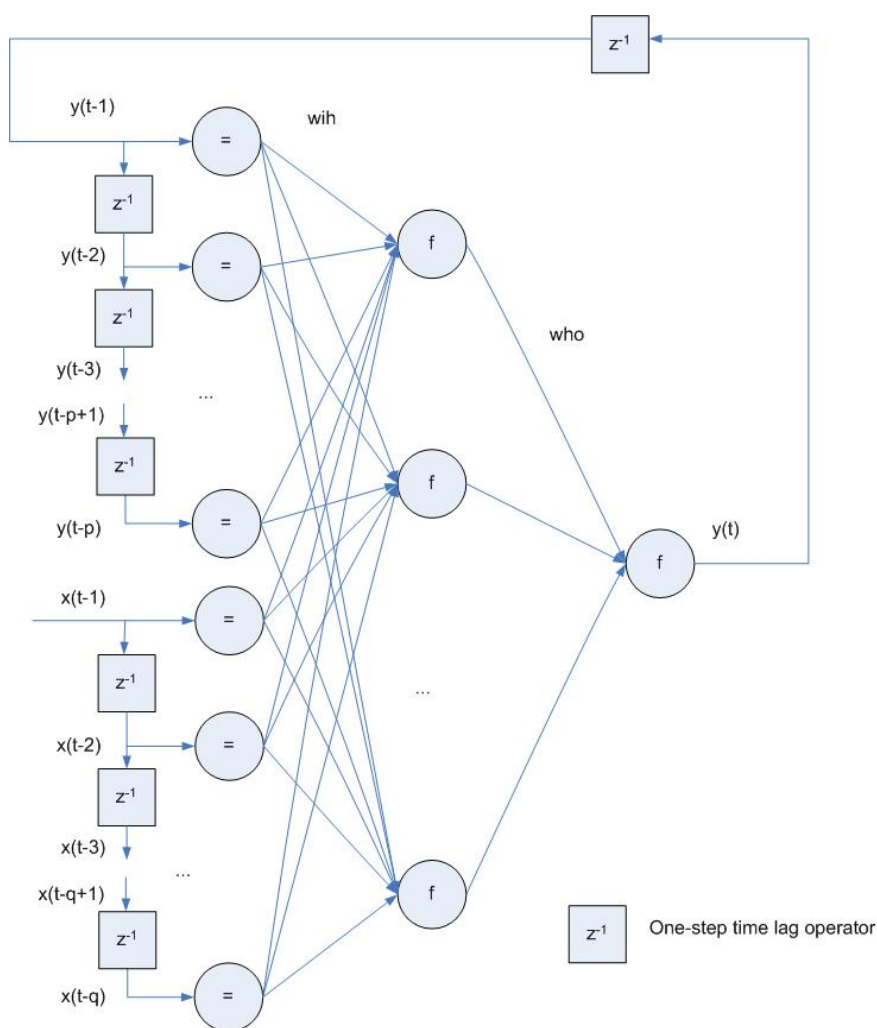 z⁻¹
y(t-1)
wih
=
z⁻¹
f
y(t-2)
=
z⁻¹
who
y(t-3)
...
y(t-p+1)
z⁻¹
f
y(t-p)
=
y(t)
f
x(t-1)
=
z⁻¹
...
x(t-2)
=
z⁻¹
x(t-3)
...
x(t-q+1)
f
z⁻¹
z⁻¹ One-step time lag operator
x(t-q)
=